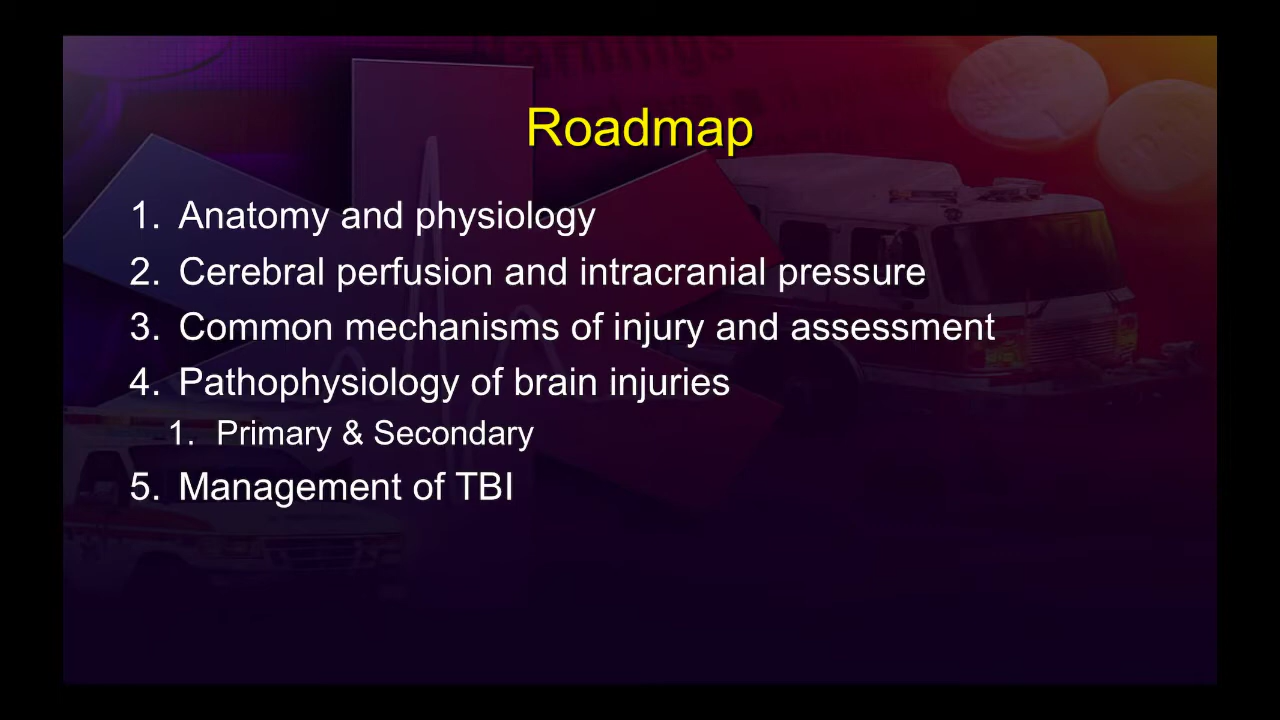 Roadmap
1. Anatomy and physiology
2. Cerebral perfusion and intracranial pressure
3. Common mechanisms of injury and assessment
4. Pathophysiology of brain injuries
1. Primary & Secondary
5. Management of TBI